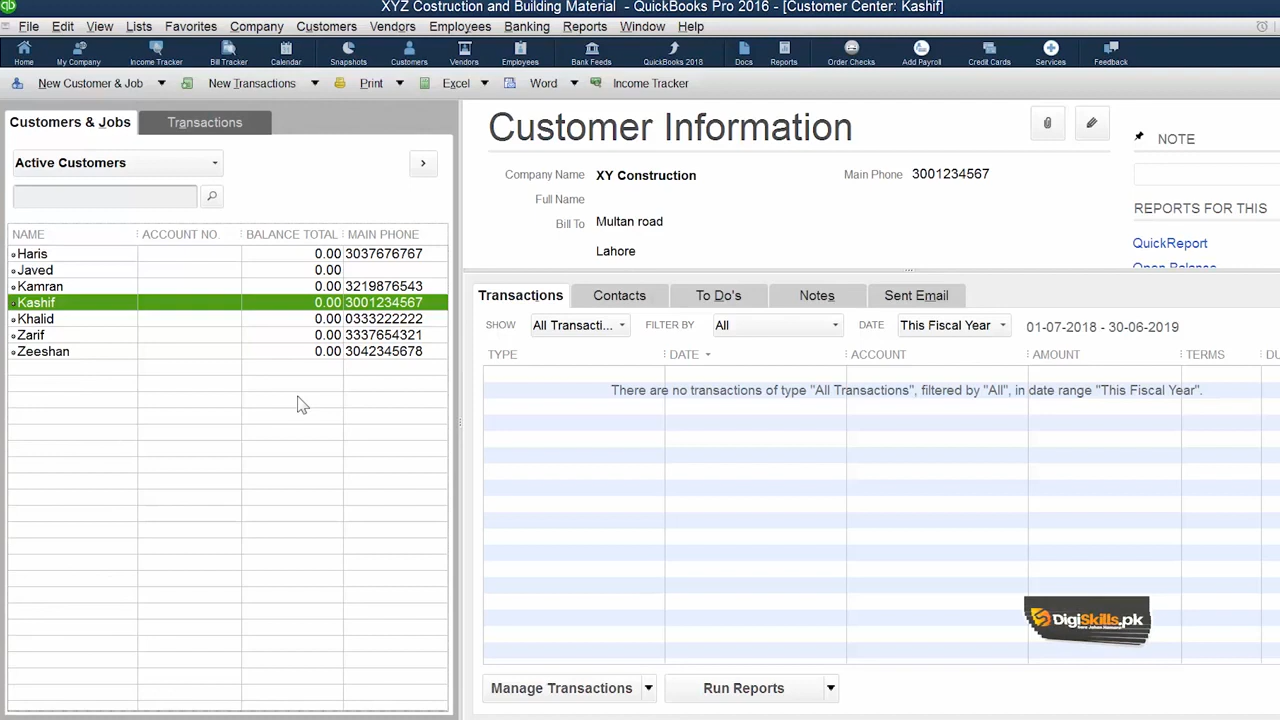 XYZ Costruction and Building Material - QuickBooks Pro 2016 - [Customer Center: Kashif]
File Edit View Lists Favorites Company Customers Vendors Employees Banking Reports Window Help
Home My Company Income Tracker Bill Tracker Calendar Snapshots Customers Vendors Employees Bank Feeds QuickBooks 2018 Docs Reports Order Checks Add Payroll Credit Cards Services Feedback
New Customer & Job New Transactions Print Excel Word Income Tracker
Customers & Jobs Transactions
Active Customers
NAME ACCOUNT NO. BALANCE TOTAL MAIN PHONE
Haris 0.00 3037676767
Javed 0.00
Kamran 0.00 3219876543
Kashif 0.00 3001234567
Khalid 0.00 0333222222
Zarif 0.00 3337654321
Zeeshan 0.00 3042345678
Customer Information
Company Name XY Construction Main Phone 3001234567
Full Name
Bill To Multan road
Lahore
NOTE
REPORTS FOR THIS
QuickReport
Open Balance
Transactions Contacts To Do's Notes Sent Email
SHOW All Transacti... FILTER BY All DATE This Fiscal Year 01-07-2018 - 30-06-2019
TYPE DATE ACCOUNT AMOUNT TERMS DU
There are no transactions of type "All Transactions", filtered by "All", in date range "This Fiscal Year".
DigiSkills.pk
Manage Transactions Run Reports